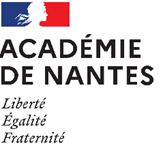 ACADÉMIE
DE NANTES
Liberté
Égalité
Fraternité